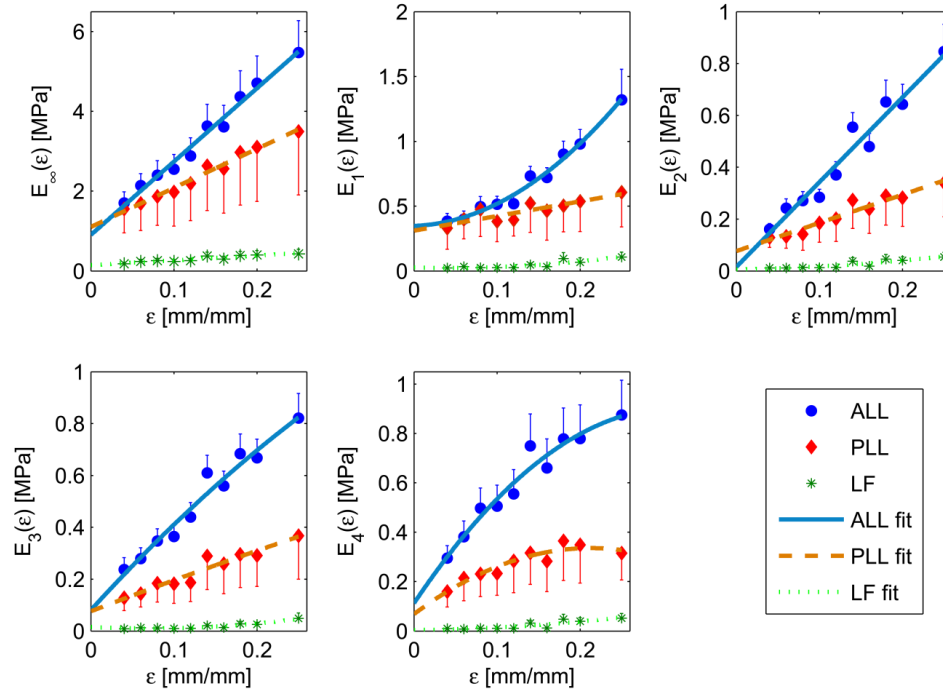 E∞(ε) [MPa]
6
4
2
0
0
0.1
0.2
ε [mm/mm]
E1(ε) [MPa]
2
1.5
1
0.5
0
0
0.1
0.2
ε [mm/mm]
E2(ε) [MPa]
1
0.8
0.6
0.4
0.2
0
0
0.1
0.2
ε [mm/mm]
E3(ε) [MPa]
1
0.8
0.6
0.4
0.2
0
0
0.1
0.2
ε [mm/mm]
E4(ε) [MPa]
1
0.8
0.6
0.4
0.2
0
0
0.1
0.2
ε [mm/mm]
ALL
PLL
LF
ALL fit
PLL fit
LF fit